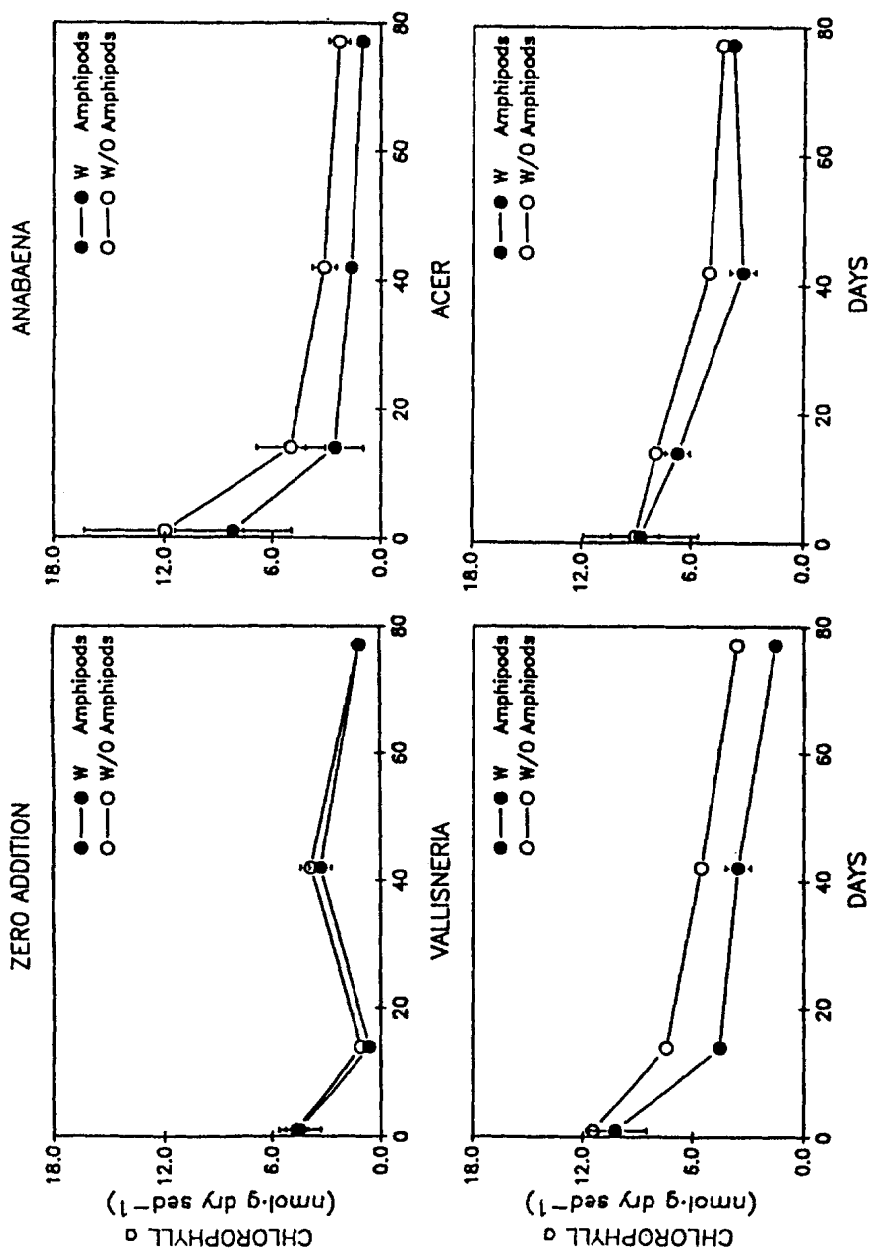 ZERO ADDITION
CHLOROPHYLL a
(nmol·g dry sed⁻¹)
18.0
12.0
6.0
0.0
W Amphipods
W/O Amphipods
0
20
40
60
80
ANABAENA
18.0
12.0
6.0
0.0
W Amphipods
W/O Amphipods
0
20
40
60
80
VALLISNERIA
CHLOROPHYLL a
(nmol·g dry sed⁻¹)
18.0
12.0
6.0
0.0
W Amphipods
W/O Amphipods
0
20
40
60
80
DAYS
ACER
18.0
12.0
6.0
0.0
W Amphipods
W/O Amphipods
0
20
40
60
80
DAYS